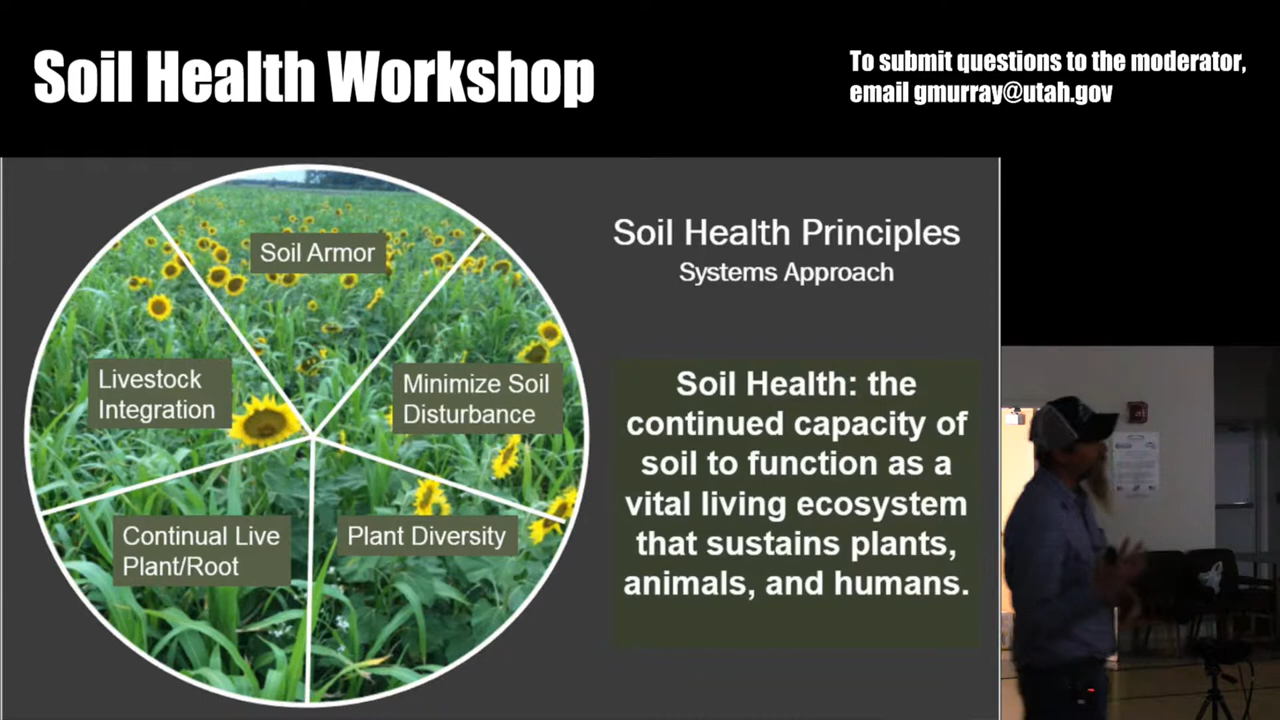 Soil Health Workshop
To submit questions to the moderator,
email gmurray@utah.gov
Soil Armor
Livestock
Integration
Minimize Soil
Disturbance
Continual Live
Plant/Root
Plant Diversity
Soil Health Principles
Systems Approach
Soil Health: the
continued capacity of
soil to function as a
vital living ecosystem
that sustains plants,
animals, and humans.